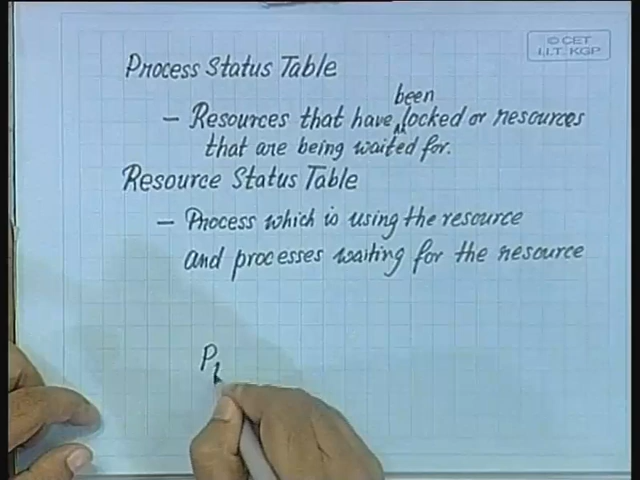 © CET
I.I.T. KGP
Process Status Table
been
– Resources that have locked or resources
that are being waited for.
Resource Status Table
– Process which is using the resource
and processes waiting for the resource
P